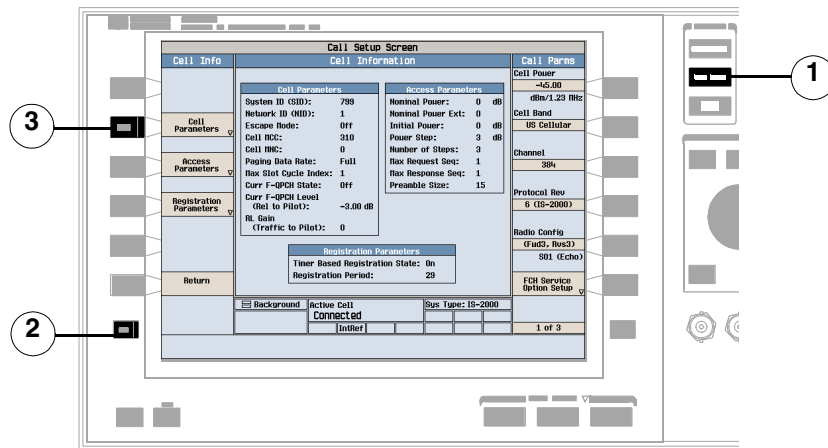 Call Setup Screen
Cell Info
Cell Information
Call Parms
Cell Parameters
System ID (SID): 799
Network ID (NID): 1
Escape Mode: Off
Cell MCC: 310
Cell MNC: 0
Paging Data Rate: Full
Max Slot Cycle Index: 1
Curr F-QPCH State: Off
Curr F-QPCH Level
(Rel to Pilot): -3.00 dB
RL Gain
(Traffic to Pilot): 0
Access Parameters
Nominal Power: 0 dB
Nominal Power Ext: 0
Initial Power: 0 dB
Power Step: 3 dB
Number of Steps: 3
Max Request Seq: 1
Max Response Seq: 1
Preamble Size: 15
Registration Parameters
Timer Based Registration State: On
Registration Period: 29
Cell
Parameters
Access
Parameters
Registration
Parameters
Return
Cell Power
-45.00
dBm/1.23 MHz
Cell Band
US Cellular
Channel
384
Protocol Rev
6 (IS-2000)
Radio Config
(Fwd3, Rvs3)
SO1 (Echo)
FCH Service
Option Setup
1 of 3
Background
Active Cell
Connected
Sys Type: IS-2000
IntRef
1
2
3